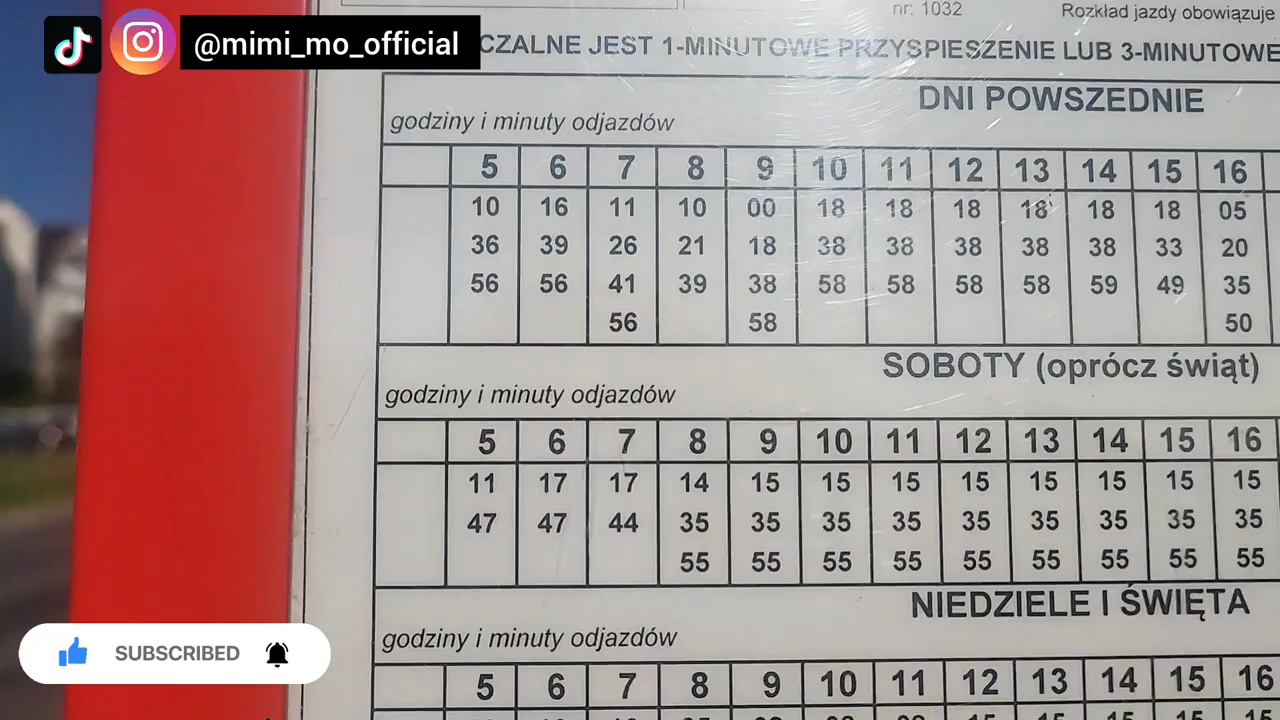 @mimi_mo_official
nr: 1032
Rozkład jazdy obowiązuje
CZALNE JEST 1-MINUTOWE PRZYSPIESZENIE LUB 3-MINUTOWE
DNI POWSZEDNIE
godziny i minuty odjazdów
5 6 7 8 9 10 11 12 13 14 15 16
10 16 11 10 00 18 18 18 18 18 18 05
36 39 26 21 18 38 38 38 38 38 33 20
56 56 41 39 38 58 58 58 58 59 49 35
56 58 50
SOBOTY (oprócz świąt)
godziny i minuty odjazdów
5 6 7 8 9 10 11 12 13 14 15 16
11 17 17 14 15 15 15 15 15 15 15 15
47 47 44 35 35 35 35 35 35 35 35 35
55 55 55 55 55 55 55 55 55
NIEDZIELE I ŚWIĘTA
godziny i minuty odjazdów
5 6 7 8 9 10 11 12 13 14 15 16
SUBSCRIBED